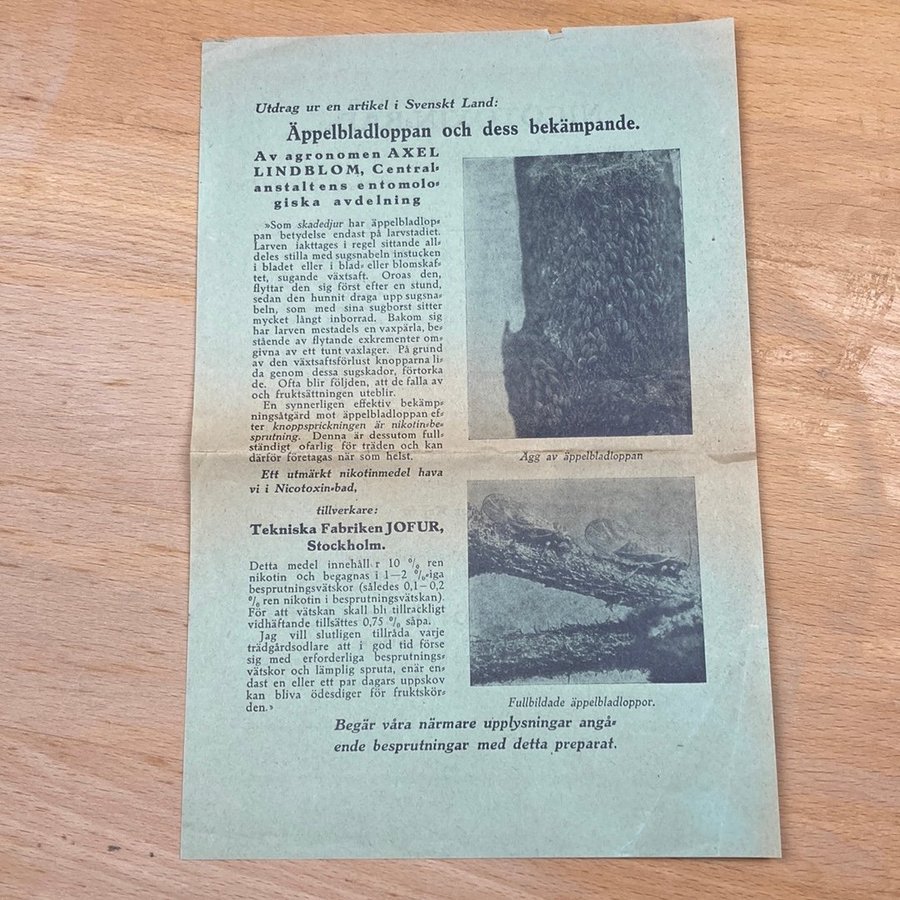 Utdrag ur en artikel i Svenskt Land:
Äppelbladloppan och dess bekämpande.
Av agronomen AXEL
LINDBLOM, Central-
anstaltens entomolo-
giska avdelning
»Som skadedjur har äppelbladlop-
pan betydelse endast på larvstadiet.
Larven iakttages i regel sittande all-
deles stilla med sugsnabeln instucken
i bladet eller i blad- eller blomskaf-
tet, sugande växtsaft. Oroas den,
flyttar den sig först efter en stund,
sedan den hunnit draga upp sugsna-
beln, som med sina sugborst sitter
mycket långt inborrad. Bakom sig
har larven mestadels en vaxpärla, be-
stående av flytande exkrementer om-
givna av ett tunt vaxlager. På grund
av den växtsaftsförlust knopparna li-
da genom dessa sugskador, förtorka
de. Ofta blir följden, att de falla av
och fruktsättningen uteblir.
En synnerligen effektiv bekämp-
ningsåtgärd mot äppelbladloppan ef-
ter knoppsprickningen är nikotin-be-
sprutning. Denna är dessutom full-
ständigt ofarlig för träden och kan
därför företagas när som helst.
Ett utmärkt nikotinmedel hava
vi i Nicotoxin-bad,
tillverkare:
Tekniska Fabriken JOFUR,
Stockholm.
Detta medel innehåll r 10 % ren
nikotin och begagnas i 1—2 %-iga
besprutningsvätskor (således 0,1—0,2
% ren nikotin i besprutningsvätskan).
För att vätskan skall bli tillräckligt
vidhäftande tillsättes 0,75 % såpa.
Jag vill slutligen tillråda varje
trädgårdsodlare att i god tid förse
sig med erforderliga besprutnings-
vätskor och lämplig spruta, enär en-
dast en eller ett par dagars uppskov
kan bliva ödesdiger för fruktskör-
den.»
Ägg av äppelbladloppan
Fullbildade äppelbladloppor.
Begär våra närmare upplysningar angå-
ende besprutningar med detta preparat.